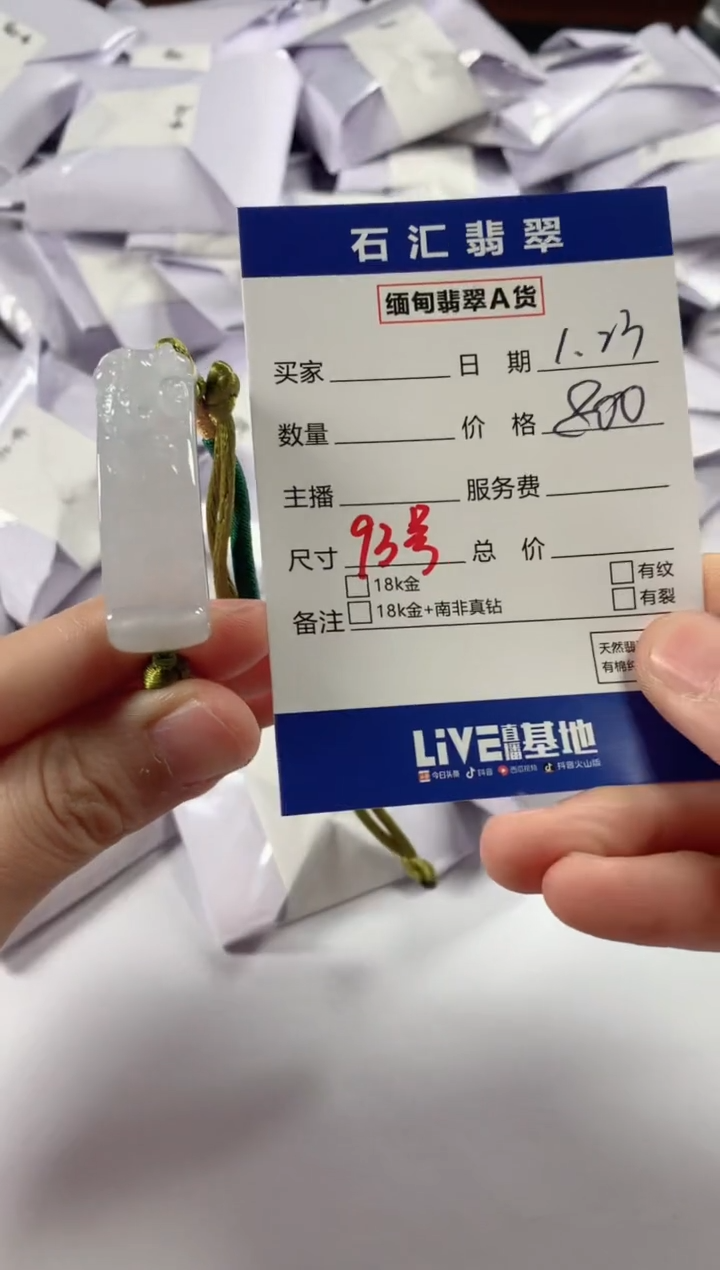 石汇翡翠
缅甸翡翠A货
买家 日期 1.23
数量 价格 800
主播 服务费
尺寸 93号 总价
18k金 有纹
备注 18k金+南非真钻 有裂
天然翡
有棉
LiVE直播基地
今日头条 抖音 西瓜视频 抖音火山版